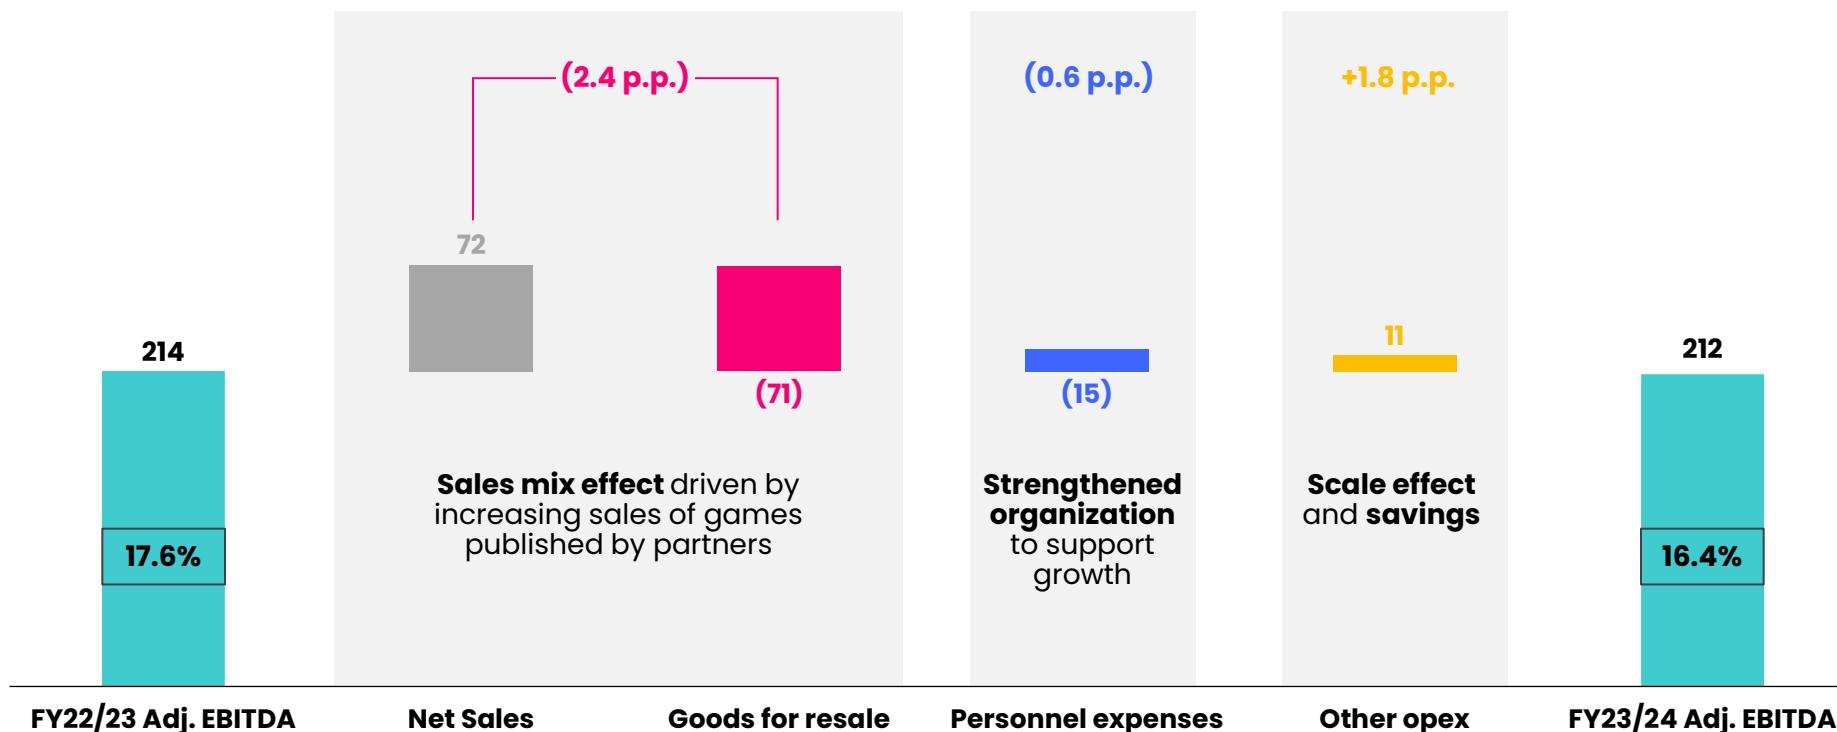 (2.4 p.p.)
(0.6 p.p.)
+1.8 p.p.
72
214
(71)
(15)
11
212
Sales mix effect driven by
increasing sales of games
published by partners
Strengthened
organization
to support
growth
Scale effect
and savings
17.6%
16.4%
FY22/23 Adj. EBITDA
Net Sales
Goods for resale
Personnel expenses
Other opex
FY23/24 Adj. EBITDA